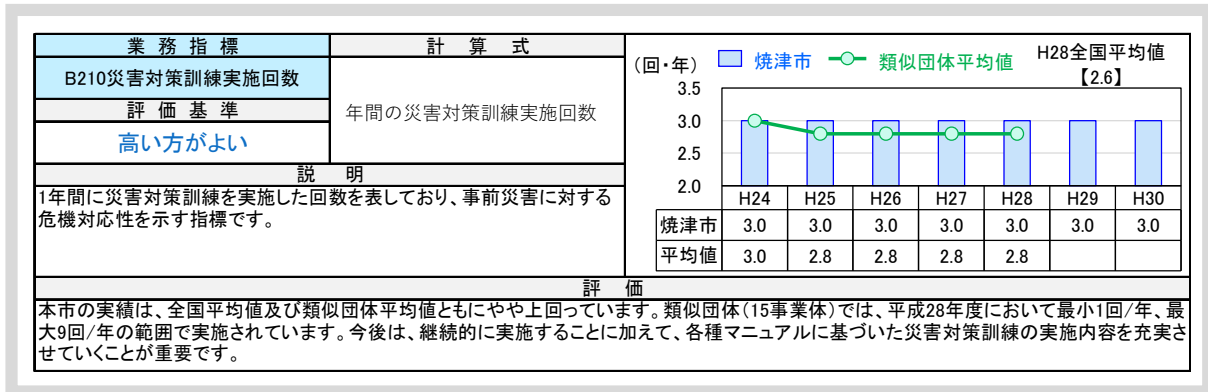 業務指標
計算式
B210災害対策訓練実施回数
年間の災害対策訓練実施回数
評価基準
高い方がよい
説明
1年間に災害対策訓練を実施した回数を表しており、事前災害に対する
危機対応性を示す指標です。
(回・年)
焼津市
類似団体平均値
H28全国平均値
【2.6】
3.5
3.0
2.5
2.0
H24 H25 H26 H27 H28 H29 H30
焼津市 3.0 3.0 3.0 3.0 3.0 3.0 3.0
平均値 3.0 2.8 2.8 2.8 2.8
評価
本市の実績は、全国平均値及び類似団体平均値ともにやや上回っています。類似団体(15事業体)では、平成28年度において最小1回/年、最
大9回/年の範囲で実施されています。今後は、継続的に実施することに加えて、各種マニュアルに基づいた災害対策訓練の実施内容を充実さ
せていくことが重要です。